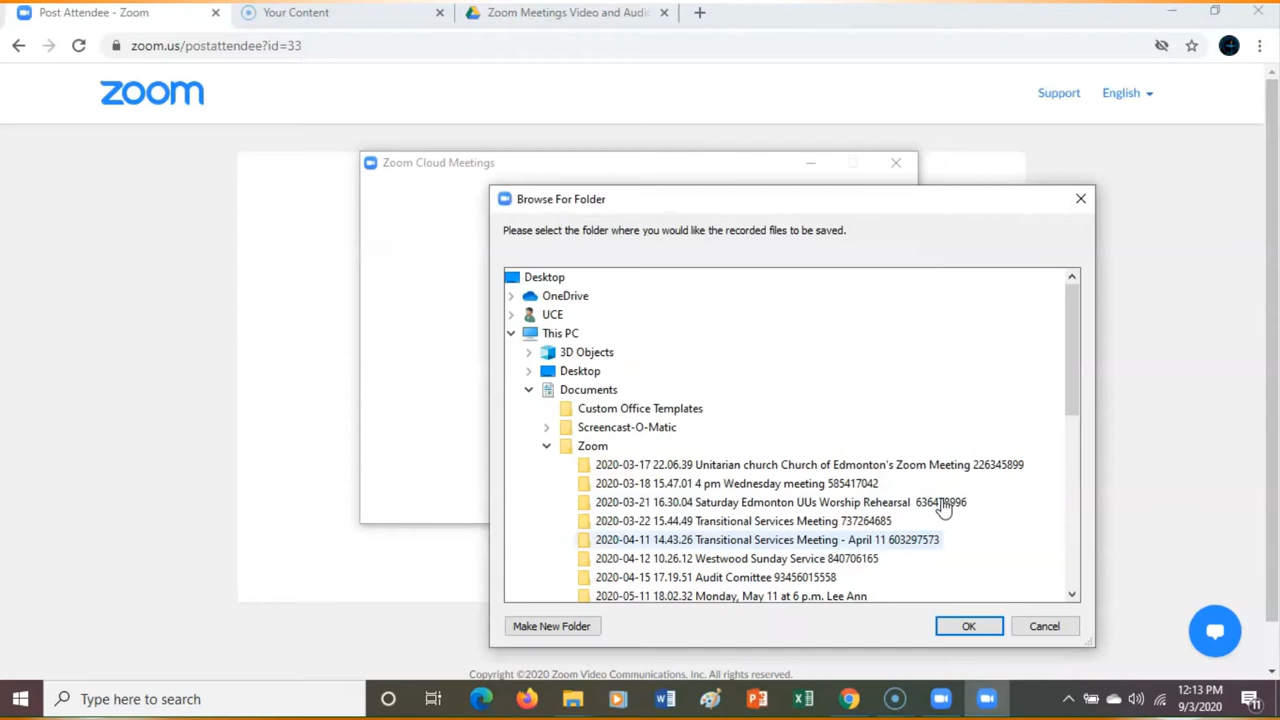 Post Attendee - Zoom
Your Content
Zoom Meetings Video and Audi
zoom.us/postattendee?id=33
zoom
Support
English
Zoom Cloud Meetings
Browse For Folder
Please select the folder where you would like the recorded files to be saved.
Desktop
OneDrive
UCE
This PC
3D Objects
Desktop
Documents
Custom Office Templates
Screencast-O-Matic
Zoom
2020-03-17 22.06.39 Unitarian church Church of Edmonton's Zoom Meeting 226345899
2020-03-18 15.47.01 4 pm Wednesday meeting 585417042
2020-03-21 16.30.04 Saturday Edmonton UUs Worship Rehearsal
2020-03-22 15.44.49 Transitional Services Meeting 737264685
2020-04-11 14.43.26 Transitional Services Meeting - April 11 603297573
2020-04-12 10.26.12 Westwood Sunday Service 840706165
2020-04-15 17.19.51 Audit Comittee 93456015558
2020-05-11 18.02.32 Monday, May 11 at 6 p.m. Lee Ann
Make New Folder
OK
Cancel
Copyright ©2020 Zoom Video Communications, Inc. All rights reserved.
Type here to search
12:13 PM
9/3/2020
11